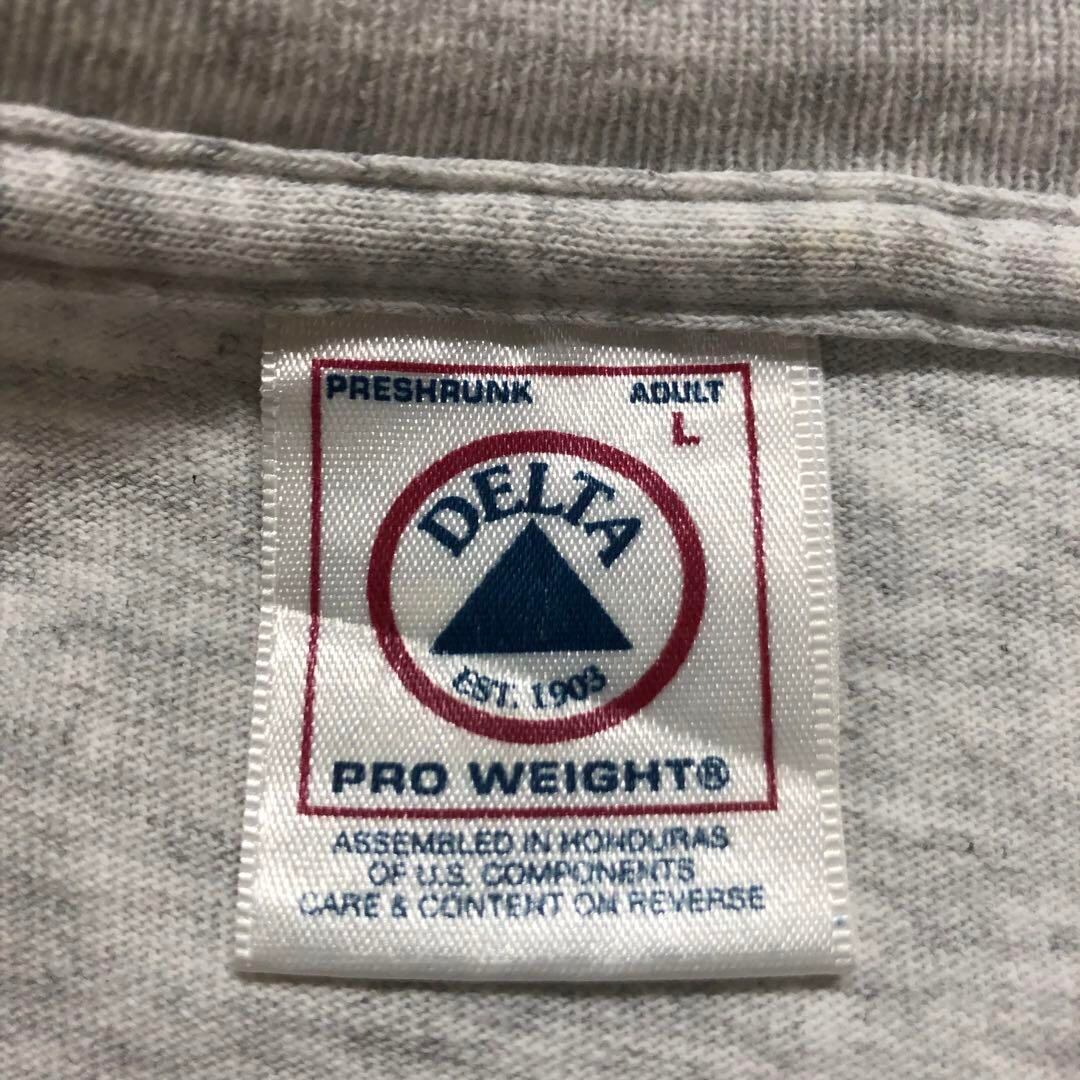 PRESHRUNK ADULT
L
DELTA
EST. 1903
PRO WEIGHT®
ASSEMBLED IN HONDURAS
OF U.S. COMPONENTS
CARE & CONTENT ON REVERSE